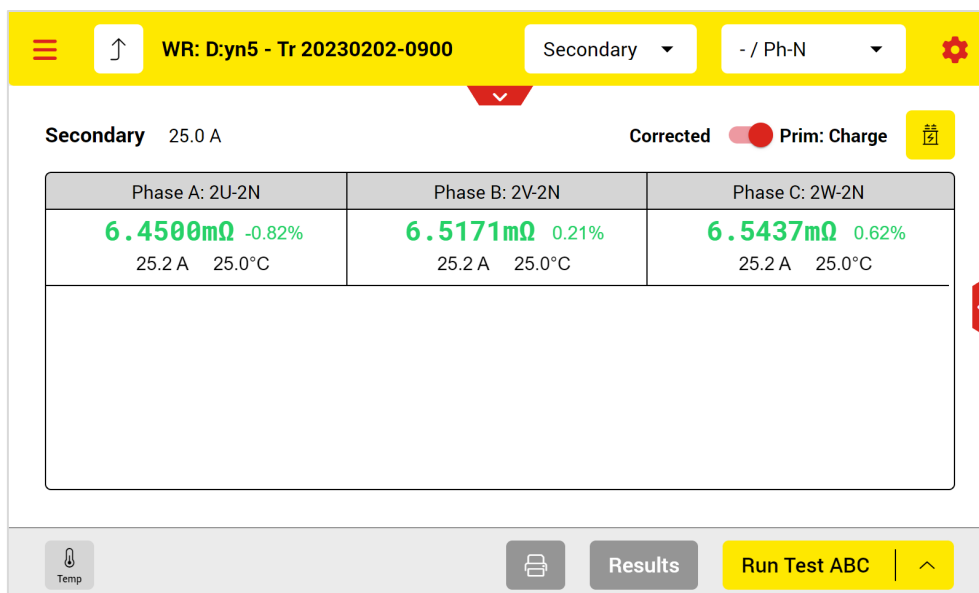 WR: D:yn5 - Tr 20230202-0900 Secondary - / Ph-N
Secondary 25.0 A Corrected Prim: Charge
Phase A: 2U-2N Phase B: 2V-2N Phase C: 2W-2N
6.4500mΩ -0.82% 6.5171mΩ 0.21% 6.5437mΩ 0.62%
25.2 A 25.0°C 25.2 A 25.0°C 25.2 A 25.0°C
Temp Results Run Test ABC